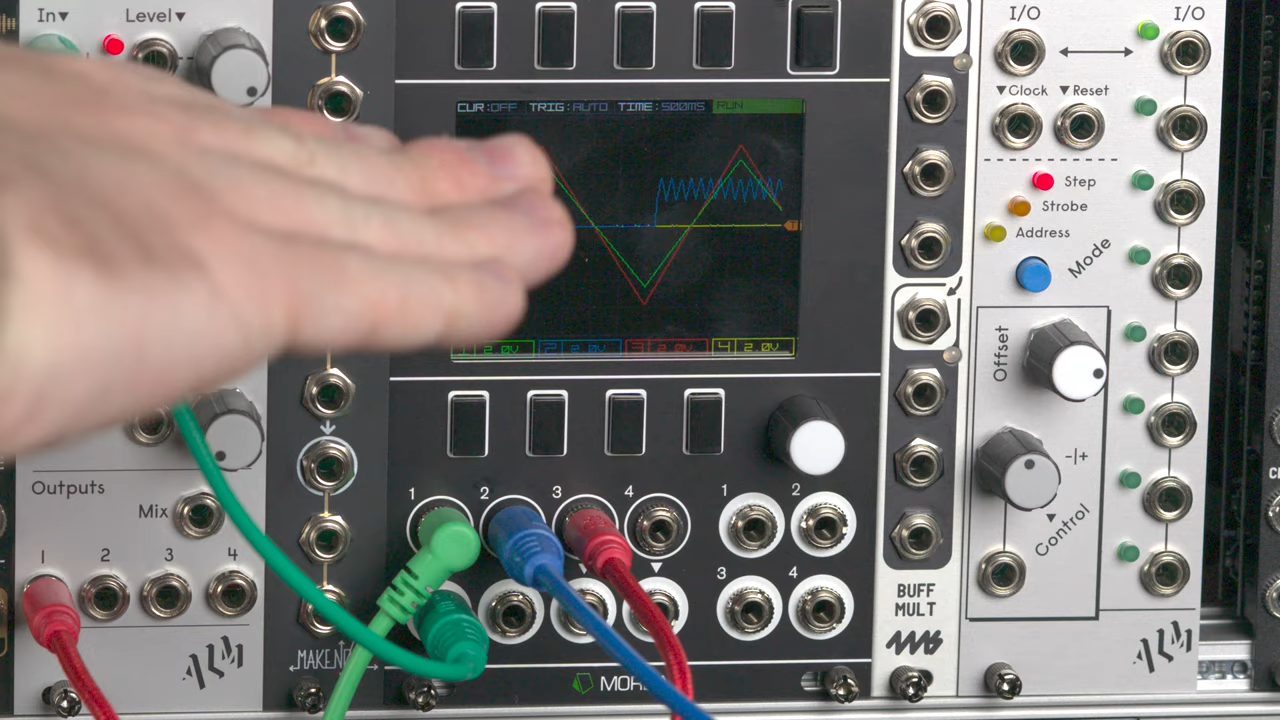 In▾ Level▾
I/O I/O
CUR:OFF TRIG:AUTO TIME:500MS RUN
▾Clock ▾Reset
Step
Strobe
Address
Mode
Offset
1 2.0V 2 2.0V 3 2.0V 4 2.0V
-|+
Control
Outputs
Mix
1 2 3 4
1 2 3 4
1 2
3 4
BUFF
MULT